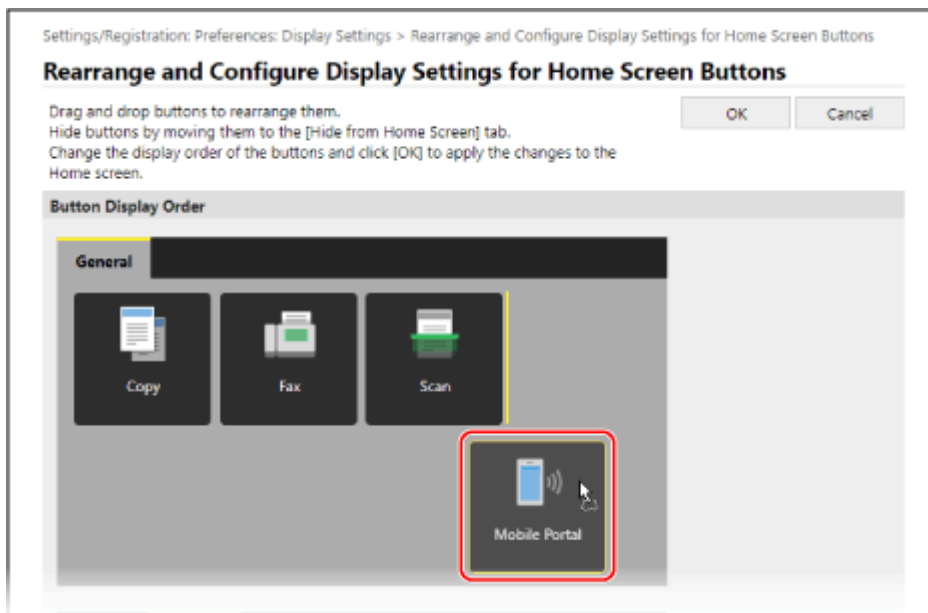 Settings/Registration: Preferences: Display Settings > Rearrange and Configure Display Settings for Home Screen Buttons
Rearrange and Configure Display Settings for Home Screen Buttons
Drag and drop buttons to rearrange them.
Hide buttons by moving them to the [Hide from Home Screen] tab.
Change the display order of the buttons and click [OK] to apply the changes to the
Home screen.
OK
Cancel
Button Display Order
General
Copy
Fax
Scan
Mobile Portal